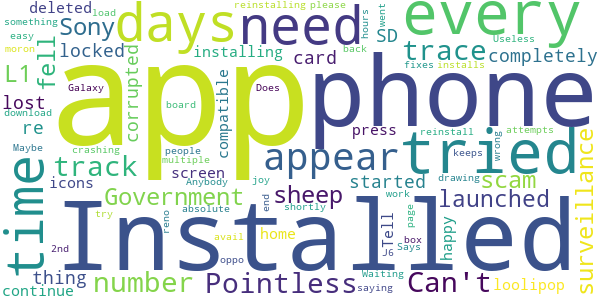 deleted load reinstalling please
something Sony days need hours went every
easy locked fell SD back trace completely
moron installing fixes installs Useless
L1 app phone
lost Galaxy corrupted compatible card Does
download re board press reinstall attempts
Maybe crashing people appear tried wrong
time track multiple screen keeps drawing scam surveillance
icons Anybody joy started work launched
Government sheep end page
try absolute reno shortly happy
2nd Installed Tell J6 box
thing number avail home Says
oppo Pointless Waiting Can't loolipop
continue saying